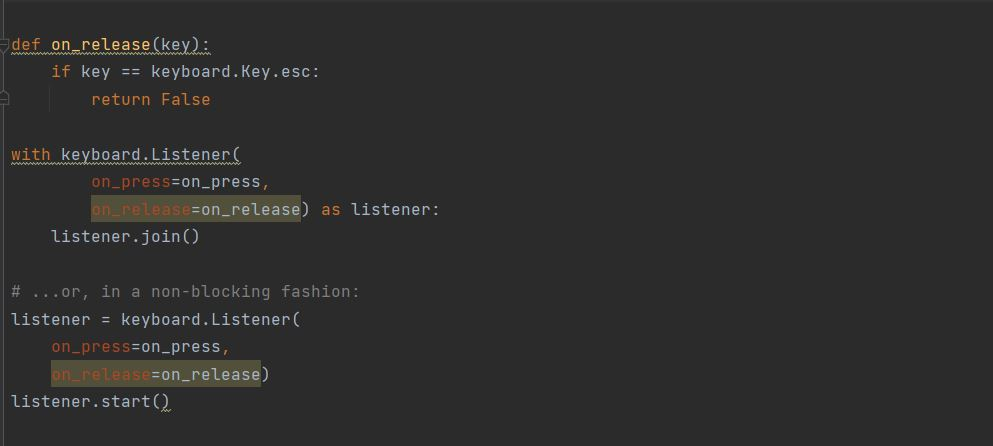 def on_release(key):
    if key == keyboard.Key.esc:
        return False
with keyboard.Listener(
        on_press=on_press,
        on_release=on_release) as listener:
    listener.join()
# ...or, in a non-blocking fashion:
listener = keyboard.Listener(
    on_press=on_press,
    on_release=on_release)
listener.start()